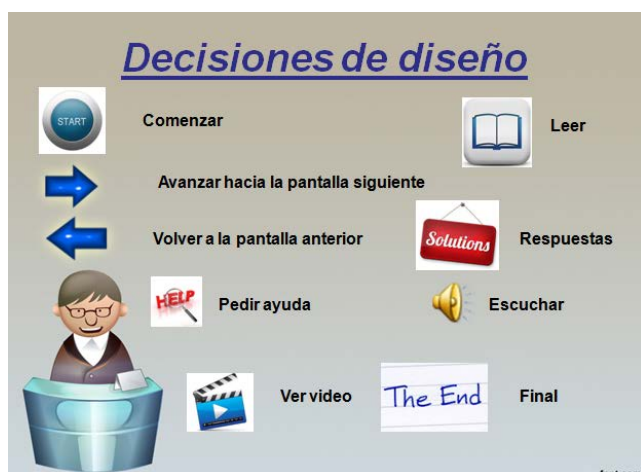 Decisiones de diseño
START
Comenzar
Leer
Avanzar hacia la pantalla siguiente
Volver a la pantalla anterior
Solutions
Respuestas
HELP
Pedir ayuda
Escuchar
Ver video
The End
Final